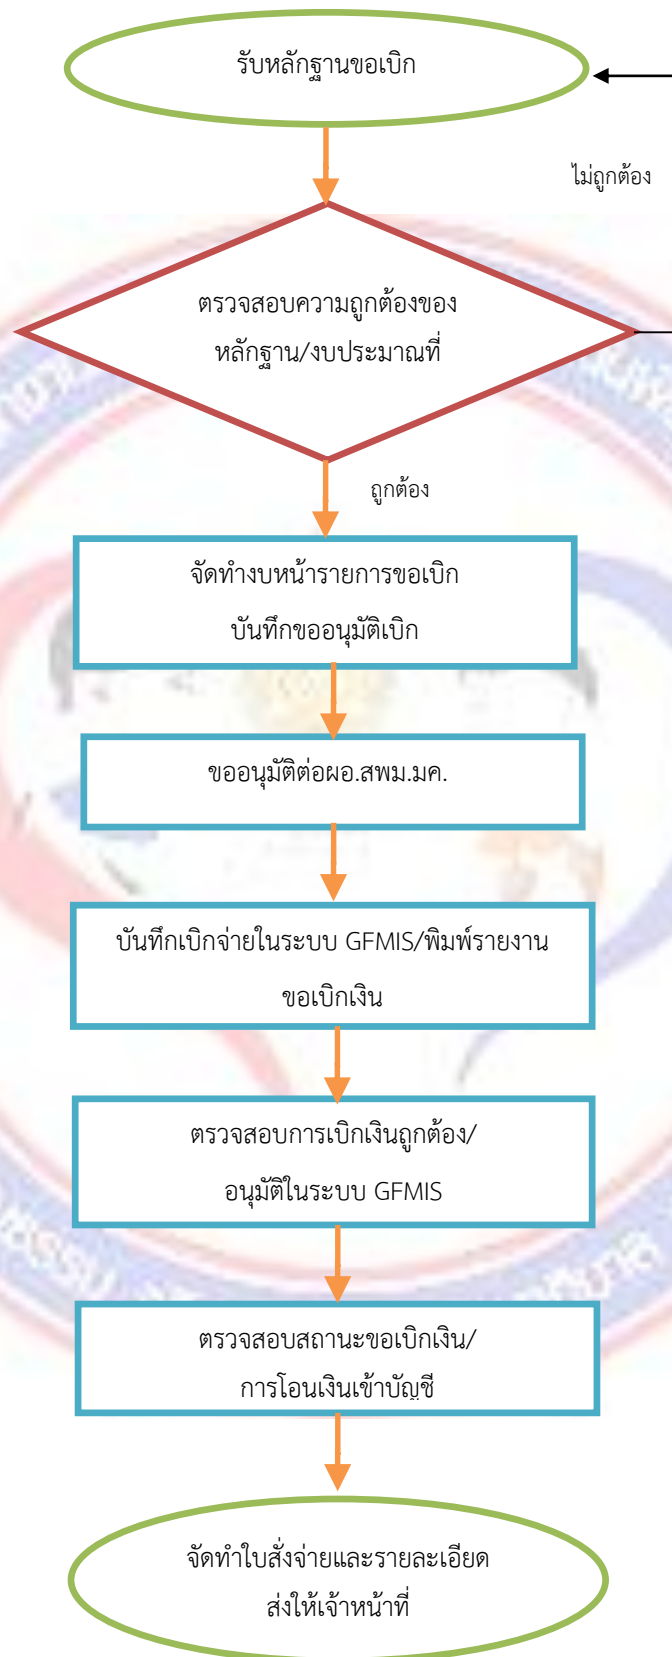 รับหลักฐานขอเบิก
ไม่ถูกต้อง
ตรวจสอบความถูกต้องของ
หลักฐาน/งบประมาณที่
ถูกต้อง
จัดทำงบหน้ารายการขอเบิก
บันทึกขออนุมัติเบิก
ขออนุมัติต่อผอ.สพม.มค.
บันทึกเบิกจ่ายในระบบ GFMIS/พิมพ์รายงาน
ขอเบิกเงิน
ตรวจสอบการเบิกเงินถูกต้อง/
อนุมัติในระบบ GFMIS
ตรวจสอบสถานะขอเบิกเงิน/
การโอนเงินเข้าบัญชี
จัดทำใบสั่งจ่ายและรายละเอียด
ส่งให้เจ้าหน้าที่